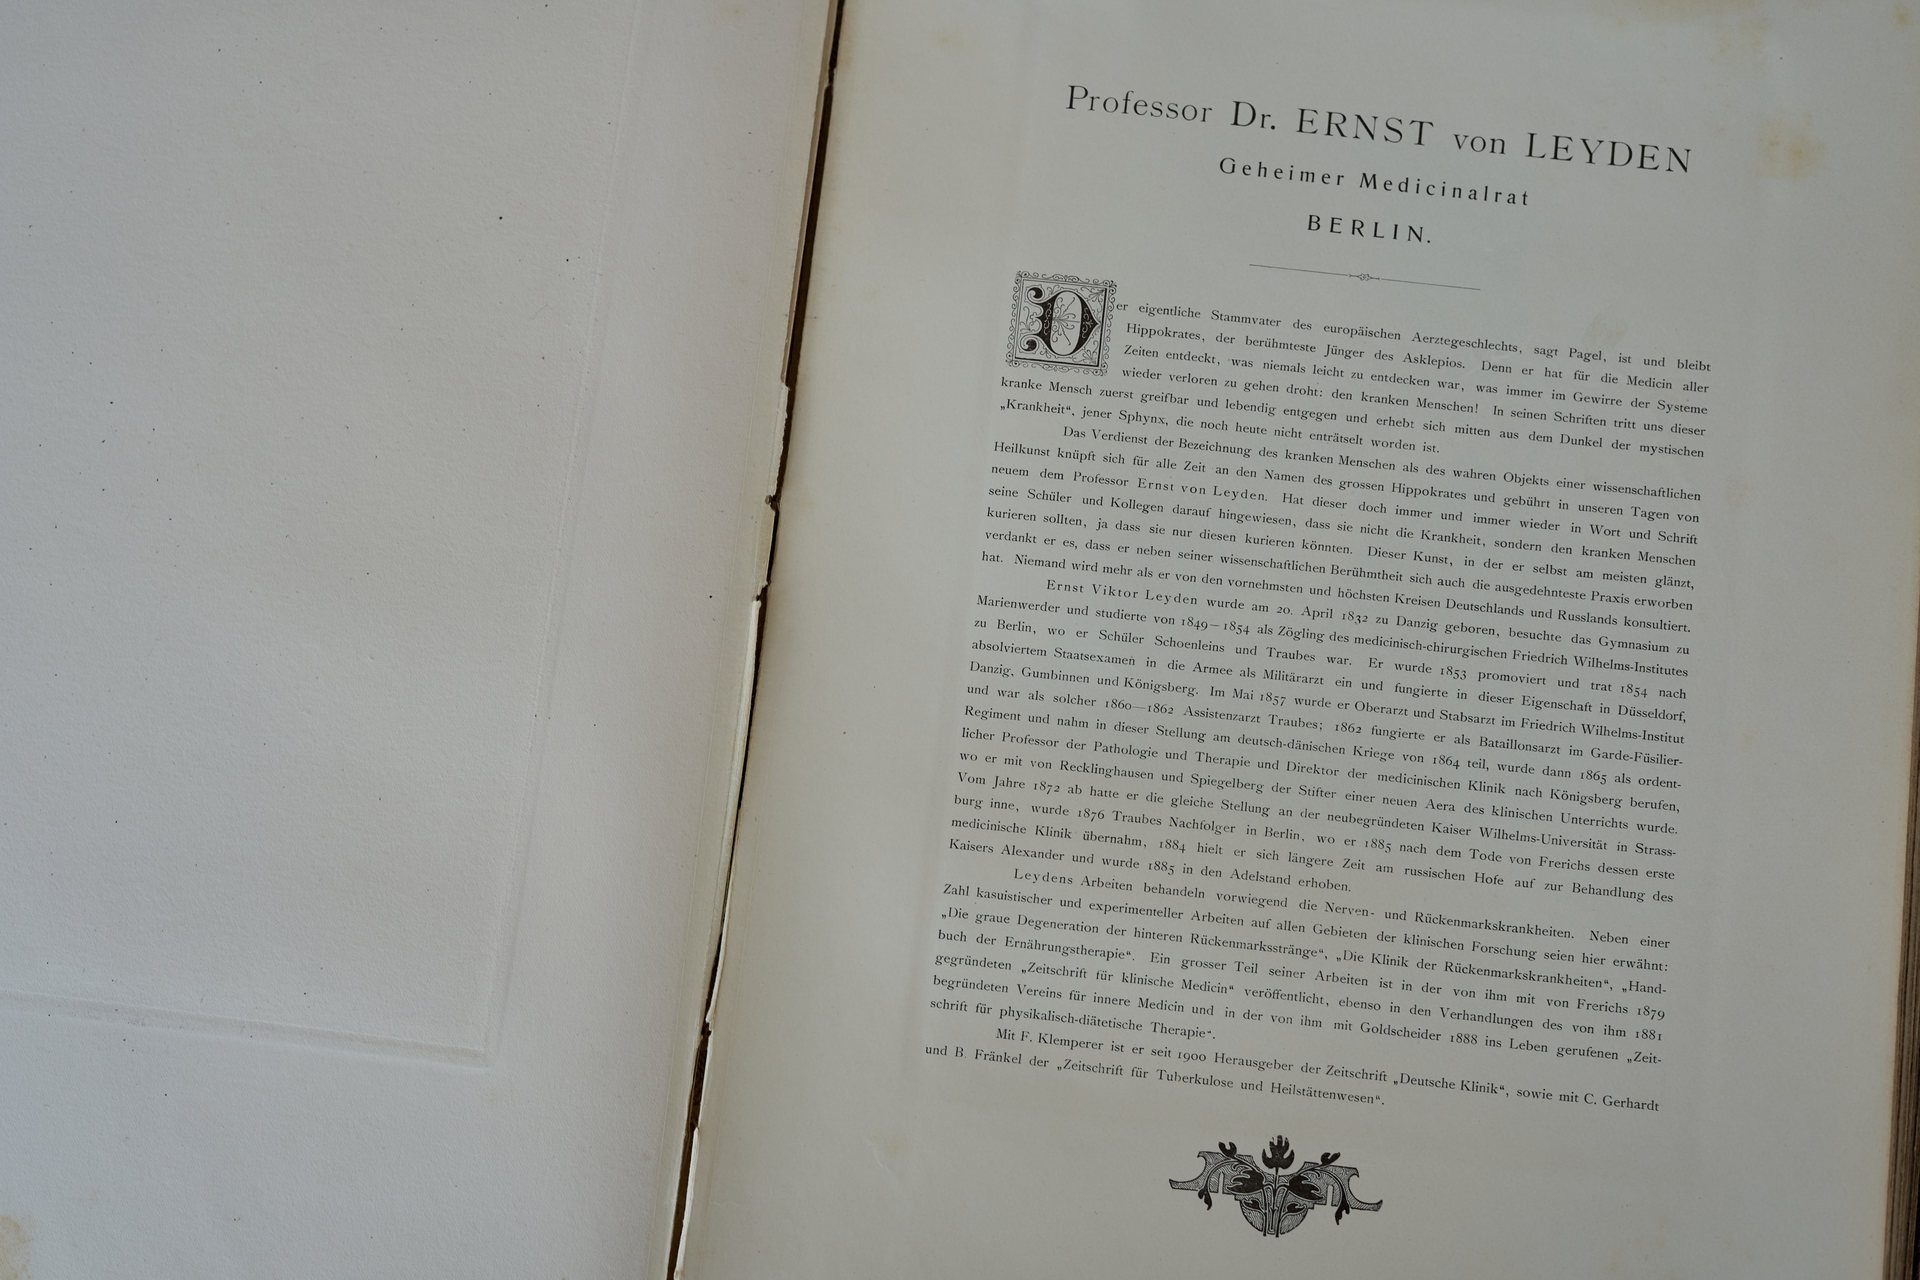 Professor Dr. ERNST von LEYDEN
Geheimer Medicinalrat
BERLIN.
Der eigentliche Stammvater des europäischen Aerztegeschlechts, sagt Pagel, ist und bleibt
Hippokrates, der berühmteste Jünger des Asklepios. Denn er hat für die Medicin aller
Zeiten entdeckt, was niemals leicht zu entdecken war, was immer im Gewirre der Systeme
wieder verloren zu gehen droht: den kranken Menschen! In seinen Schriften tritt uns dieser
kranke Mensch zuerst greifbar und lebendig entgegen und erhebt sich mitten aus dem Dunkel der mystischen
„Krankheit“, jener Sphynx, die noch heute nicht enträtselt worden ist.
Das Verdienst der Bezeichnung des kranken Menschen als des wahren Objekts einer wissenschaftlichen
Heilkunst knüpft sich für alle Zeit an den Namen des grossen Hippokrates und gebührt in unseren Tagen von
neuem dem Professor Ernst von Leyden. Hat dieser doch immer und immer wieder in Wort und Schrift
seine Schüler und Kollegen darauf hingewiesen, dass sie nicht die Krankheit, sondern den kranken Menschen
kurieren sollten, ja dass sie nur diesen kurieren könnten. Dieser Kunst, in der er selbst am meisten glänzt,
verdankt er es, dass er neben seiner wissenschaftlichen Berühmtheit sich auch die ausgedehnteste Praxis erworben
hat. Niemand wird mehr als er von den vornehmsten und höchsten Kreisen Deutschlands und Russlands konsultiert.
Ernst Viktor Leyden wurde am 20. April 1832 zu Danzig geboren, besuchte das Gymnasium zu
Marienwerder und studierte von 1849–1854 als Zögling des medicinisch-chirurgischen Friedrich Wilhelms-Institutes
zu Berlin, wo er Schüler Schoenleins und Traubes war. Er wurde 1853 promoviert und trat 1854 nach
absolviertem Staatsexamen in die Armee als Militärarzt ein und fungierte in dieser Eigenschaft in Düsseldorf,
Danzig, Gumbinnen und Königsberg. Im Mai 1857 wurde er Oberarzt und Stabsarzt im Friedrich Wilhelms-Institut
und war als solcher 1860—1862 Assistenzarzt Traubes; 1862 fungierte er als Bataillonsarzt im Garde-Füsilier-
Regiment und nahm in dieser Stellung am deutsch-dänischen Kriege von 1864 teil, wurde dann 1865 als ordent-
licher Professor der Pathologie und Therapie und Direktor der medicinischen Klinik nach Königsberg berufen,
wo er mit von Recklinghausen und Spiegelberg der Stifter einer neuen Aera des klinischen Unterrichts wurde.
Vom Jahre 1872 ab hatte er die gleiche Stellung an der neubegründeten Kaiser Wilhelms-Universität in Strass-
burg inne, wurde 1876 Traubes Nachfolger in Berlin, wo er 1885 nach dem Tode von Frerichs dessen erste
medicinische Klinik übernahm, 1884 hielt er sich längere Zeit am russischen Hofe auf zur Behandlung des
Kaisers Alexander und wurde 1885 in den Adelstand erhoben.
Leydens Arbeiten behandeln vorwiegend die Nerven- und Rückenmarkskrankheiten. Neben einer
Zahl kasuistischer und experimenteller Arbeiten auf allen Gebieten der klinischen Forschung seien hier erwähnt:
„Die graue Degeneration der hinteren Rückenmarksstränge“, „Die Klinik der Rückenmarkskrankheiten“, „Hand-
buch der Ernährungstherapie“. Ein grosser Teil seiner Arbeiten ist in der von ihm mit von Frerichs 1879
gegründeten „Zeitschrift für klinische Medicin“ veröffentlicht, ebenso in den Verhandlungen des von ihm 1881
begründeten Vereins für innere Medicin und in der von ihm mit Goldscheider 1888 ins Leben gerufenen „Zeit-
schrift für physikalisch-diätetische Therapie“.
Mit F. Klemperer ist er seit 1900 Herausgeber der Zeitschrift „Deutsche Klinik“, sowie mit C. Gerhardt
und B. Fränkel der „Zeitschrift für Tuberkulose und Heilstättenwesen“.